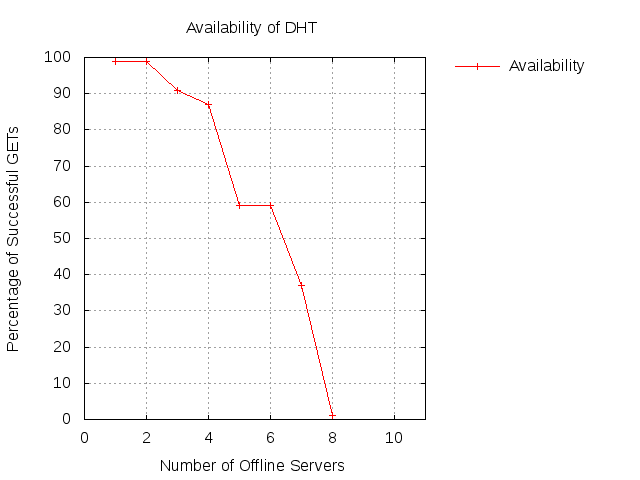 Availability of DHT
Availability
Percentage of Successful GETs
100
90
80
70
60
50
40
30
20
10
0
0 2 4 6 8 10
Number of Offline Servers